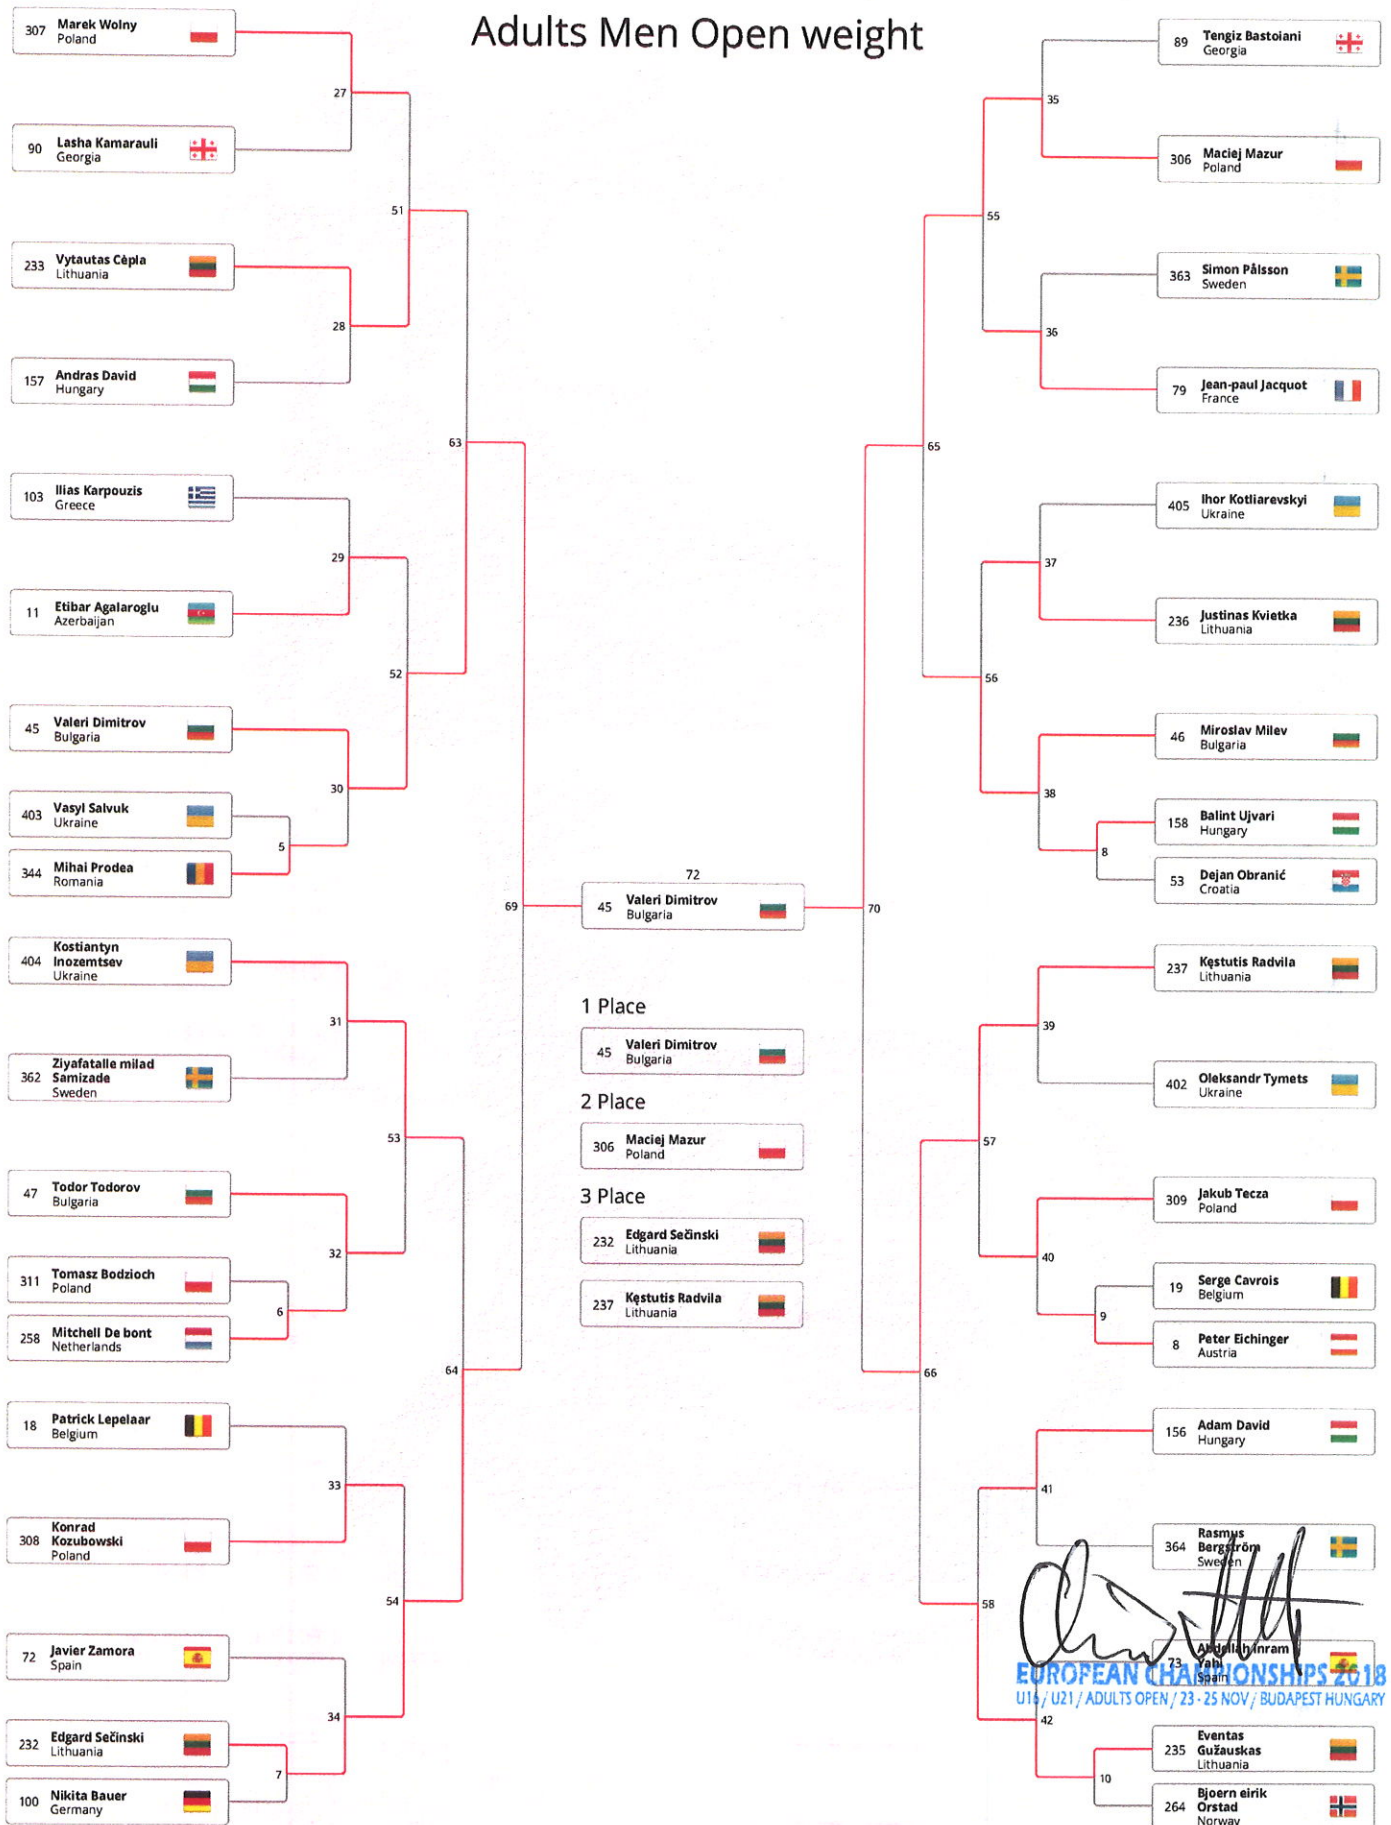 Adults Men Open weight
307 Marek Wolny
Poland
27
90 Lasha Kamarauli
Georgia
51
233 Vytautas Cėpla
Lithuania
28
157 Andras David
Hungary
63
103 Ilias Karpouzis
Greece
29
11 Etibar Agalaroglu
Azerbaijan
52
45 Valeri Dimitrov
Bulgaria
30
403 Vasyl Salvuk
Ukraine
5
344 Mihai Prodea
Romania
69
404 Kostiantyn
Inozemtsev
Ukraine
31
362 Ziyafatalle milad
Samizade
Sweden
53
47 Todor Todorov
Bulgaria
32
311 Tomasz Bodzioch
Poland
6
258 Mitchell De bont
Netherlands
64
18 Patrick Lepelaar
Belgium
33
308 Konrad
Kozubowski
Poland
54
72 Javier Zamora
Spain
34
232 Edgard Sečinski
Lithuania
7
100 Nikita Bauer
Germany
72
45 Valeri Dimitrov
Bulgaria
1 Place
45 Valeri Dimitrov
Bulgaria
2 Place
306 Maciej Mazur
Poland
3 Place
232 Edgard Sečinski
Lithuania
237 Kęstutis Radvila
Lithuania
89 Tengiz Bastoiani
Georgia
35
306 Maciej Mazur
Poland
55
363 Simon Pålsson
Sweden
36
79 Jean-paul Jacquot
France
65
405 Ihor Kotliarevskyi
Ukraine
37
236 Justinas Kvietka
Lithuania
56
46 Miroslav Milev
Bulgaria
38
158 Balint Ujvari
Hungary
8
53 Dejan Obranić
Croatia
70
237 Kęstutis Radvila
Lithuania
39
402 Oleksandr Tymets
Ukraine
57
309 Jakub Tecza
Poland
40
19 Serge Cavrois
Belgium
9
8 Peter Eichinger
Austria
66
156 Adam David
Hungary
41
364 Rasmus
Bergström
Sweden
58
73 Abdellah Inram
Yahi
Spain
EUROPEAN CHAMPIONSHIPS 2018
U16 / U21 / ADULTS OPEN / 23 - 25 NOV / BUDAPEST HUNGARY
42
235 Eventas
Gužauskas
Lithuania
10
264 Bjoern eirik
Orstad
Norway